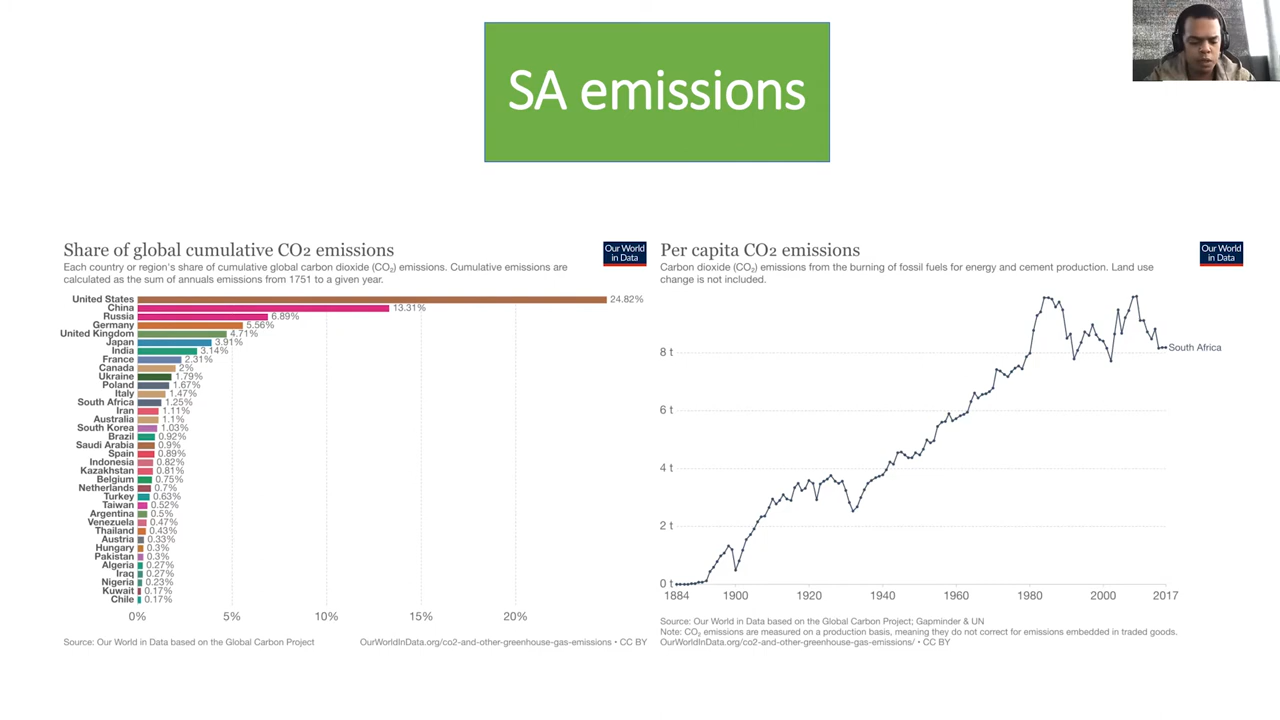 SA emissions
Share of global cumulative CO2 emissions
Our World
in Data
Each country or region's share of cumulative global carbon dioxide (CO₂) emissions. Cumulative emissions are
calculated as the sum of annuals emissions from 1751 to a given year.
United States 24.82%
China 13.31%
Russia 6.89%
Germany 5.56%
United Kingdom 4.71%
Japan 3.91%
India 3.14%
France 2.31%
Canada 2%
Ukraine 1.79%
Poland 1.67%
Italy 1.47%
South Africa 1.25%
Iran 1.11%
Australia 1.1%
South Korea 1.03%
Brazil 0.92%
Saudi Arabia 0.9%
Spain 0.89%
Indonesia 0.82%
Kazakhstan 0.81%
Belgium 0.75%
Netherlands 0.7%
Turkey 0.63%
Taiwan 0.52%
Argentina 0.5%
Venezuela 0.47%
Thailand 0.43%
Austria 0.33%
Hungary 0.3%
Pakistan 0.3%
Algeria 0.27%
Iraq 0.27%
Nigeria 0.23%
Kuwait 0.17%
Chile 0.17%
0% 5% 10% 15% 20%
Source: Our World in Data based on the Global Carbon Project
OurWorldInData.org/co2-and-other-greenhouse-gas-emissions • CC BY
Per capita CO2 emissions
Our World
in Data
Carbon dioxide (CO₂) emissions from the burning of fossil fuels for energy and cement production. Land use
change is not included.
8 t
South Africa
6 t
4 t
2 t
0 t
1884 1900 1920 1940 1960 1980 2000 2017
Source: Our World in Data based on the Global Carbon Project; Gapminder & UN
Note: CO₂ emissions are measured on a production basis, meaning they do not correct for emissions embedded in traded goods.
OurWorldInData.org/co2-and-other-greenhouse-gas-emissions/ • CC BY